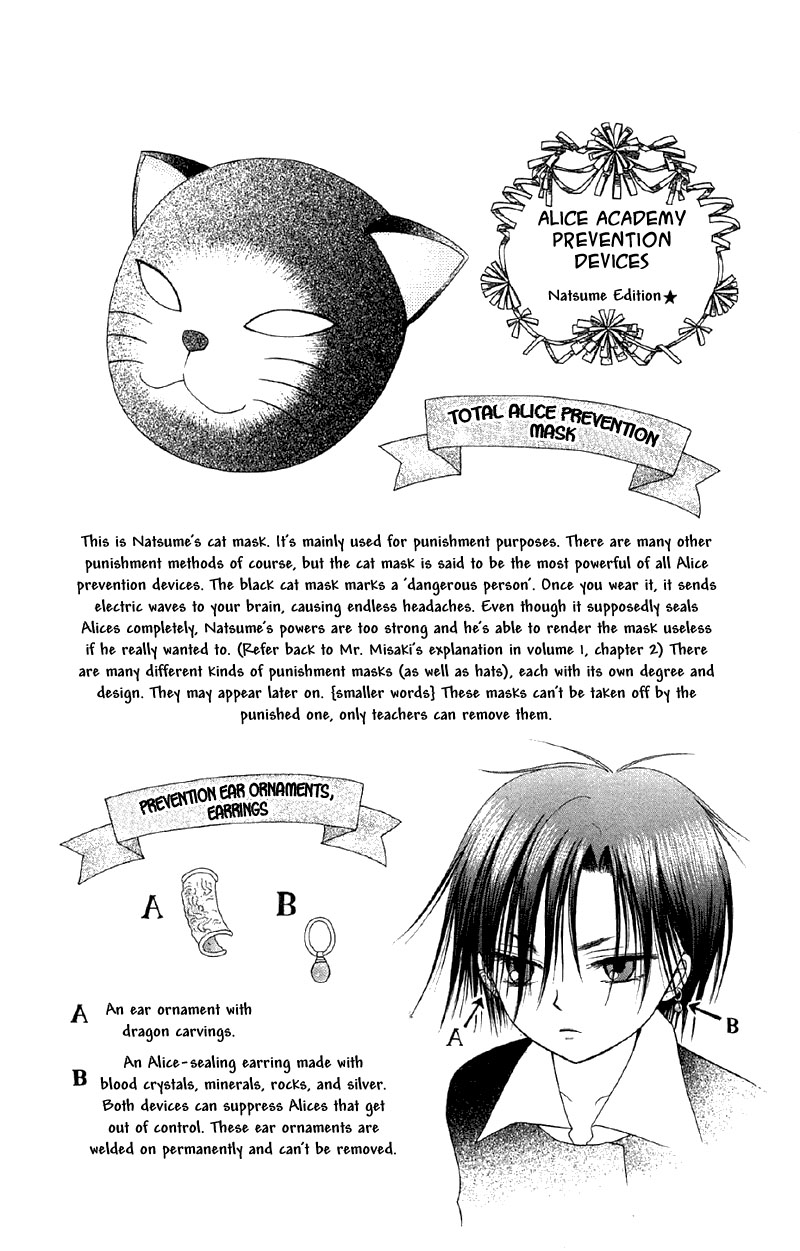 ALICE ACADEMY
PREVENTION
DEVICES
Natsume Edition★
TOTAL ALICE PREVENTION
MASK
This is Natsume's cat mask. It's mainly used for punishment purposes. There are many other
punishment methods of course, but the cat mask is said to be the most powerful of all Alice
prevention devices. The black cat mask marks a 'dangerous person'. Once you wear it, it sends
electric waves to your brain, causing endless headaches. Even though it supposedly seals
Alices completely, Natsume's powers are too strong and he's able to render the mask useless
if he really wanted to. (Refer back to Mr. Misaki's explanation in volume 1, chapter 2) There
are many different kinds of punishment masks (as well as hats), each with its own degree and
design. They may appear later on. {smaller words} These masks can't be taken off by the
punished one, only teachers can remove them.
PREVENTION EAR ORNAMENTS,
EARRINGS
A
B
A An ear ornament with
dragon carvings.
B An Alice-sealing earring made with
blood crystals, minerals, rocks, and silver.
Both devices can suppress Alices that get
out of control. These ear ornaments are
welded on permanently and can't be removed.
A
B